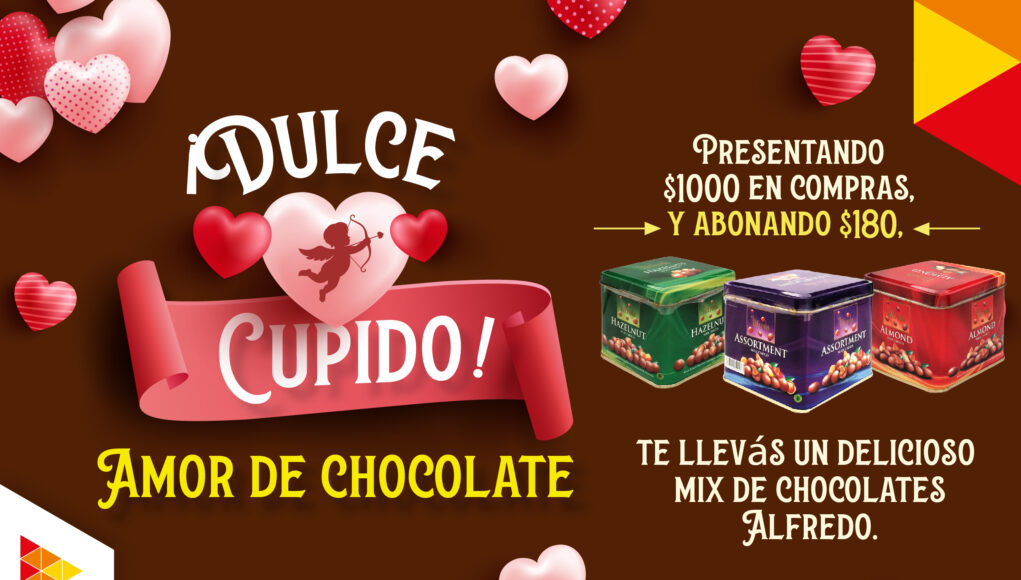 ¡DULCE
CUPIDO!
AMOR DE CHOCOLATE
PRESENTANDO
$1000 EN COMPRAS,
Y ABONANDO $180,
HAZELNUT
HAZELNUT
ASSORTMENT
ASSORTMENT
ALMOND
ALMOND
TE LLEVáS UN DELICIOSO
MIX DE CHOCOLATES
ALFREDO.